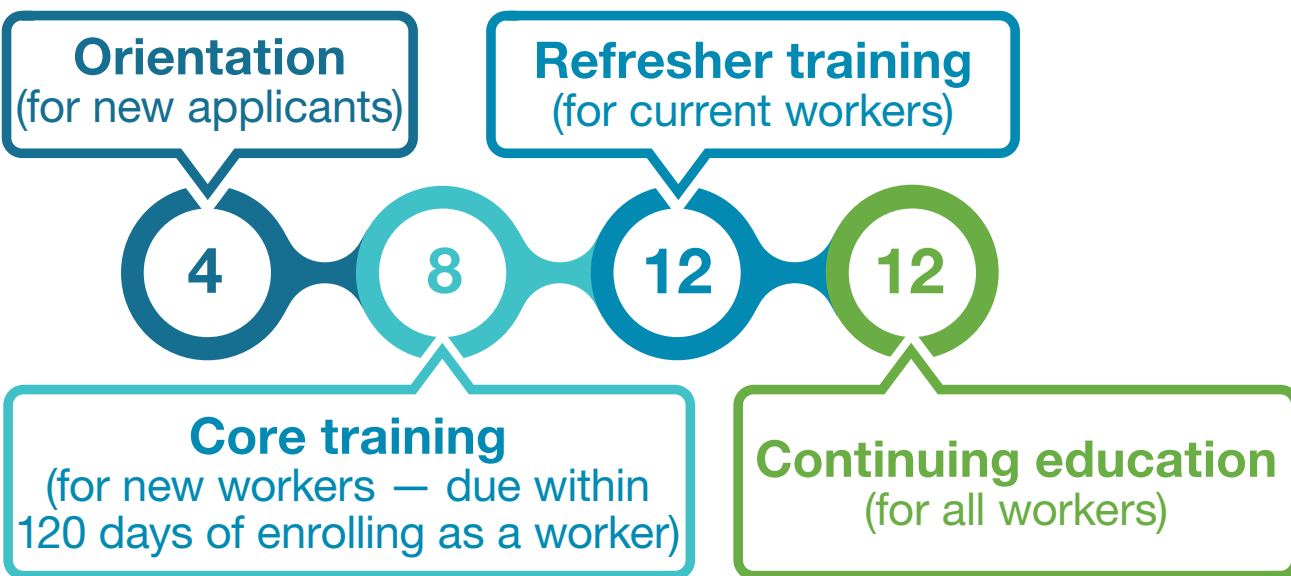 Orientation
(for new applicants)
Refresher training
(for current workers)
4
8
12
12
Core training
(for new workers — due within
120 days of enrolling as a worker)
Continuing education
(for all workers)